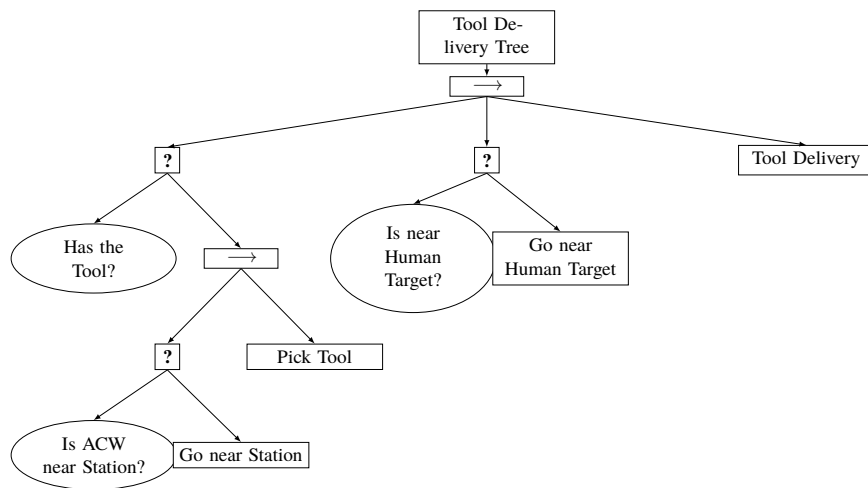 Tool De-
livery Tree
⟶
?
?
Tool Delivery
Has the
Tool?
⟶
Is near
Human
Target?
Go near
Human Target
?
Pick Tool
Is ACW
near Station?
Go near Station